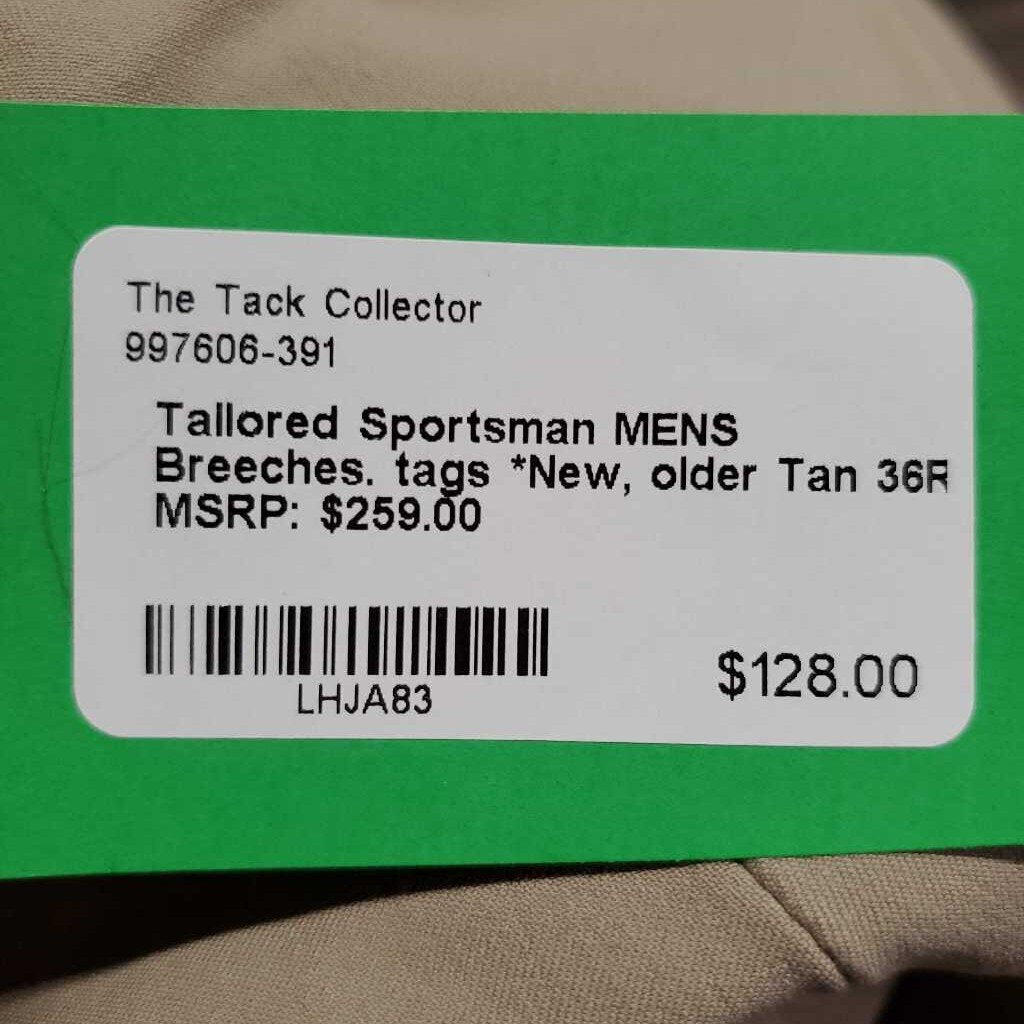 The Tack Collector
997606-391
Tallored Sportsman MENS
Breeches. tags *New, older Tan 36R
MSRP: $259.00
LHJA83
$128.00